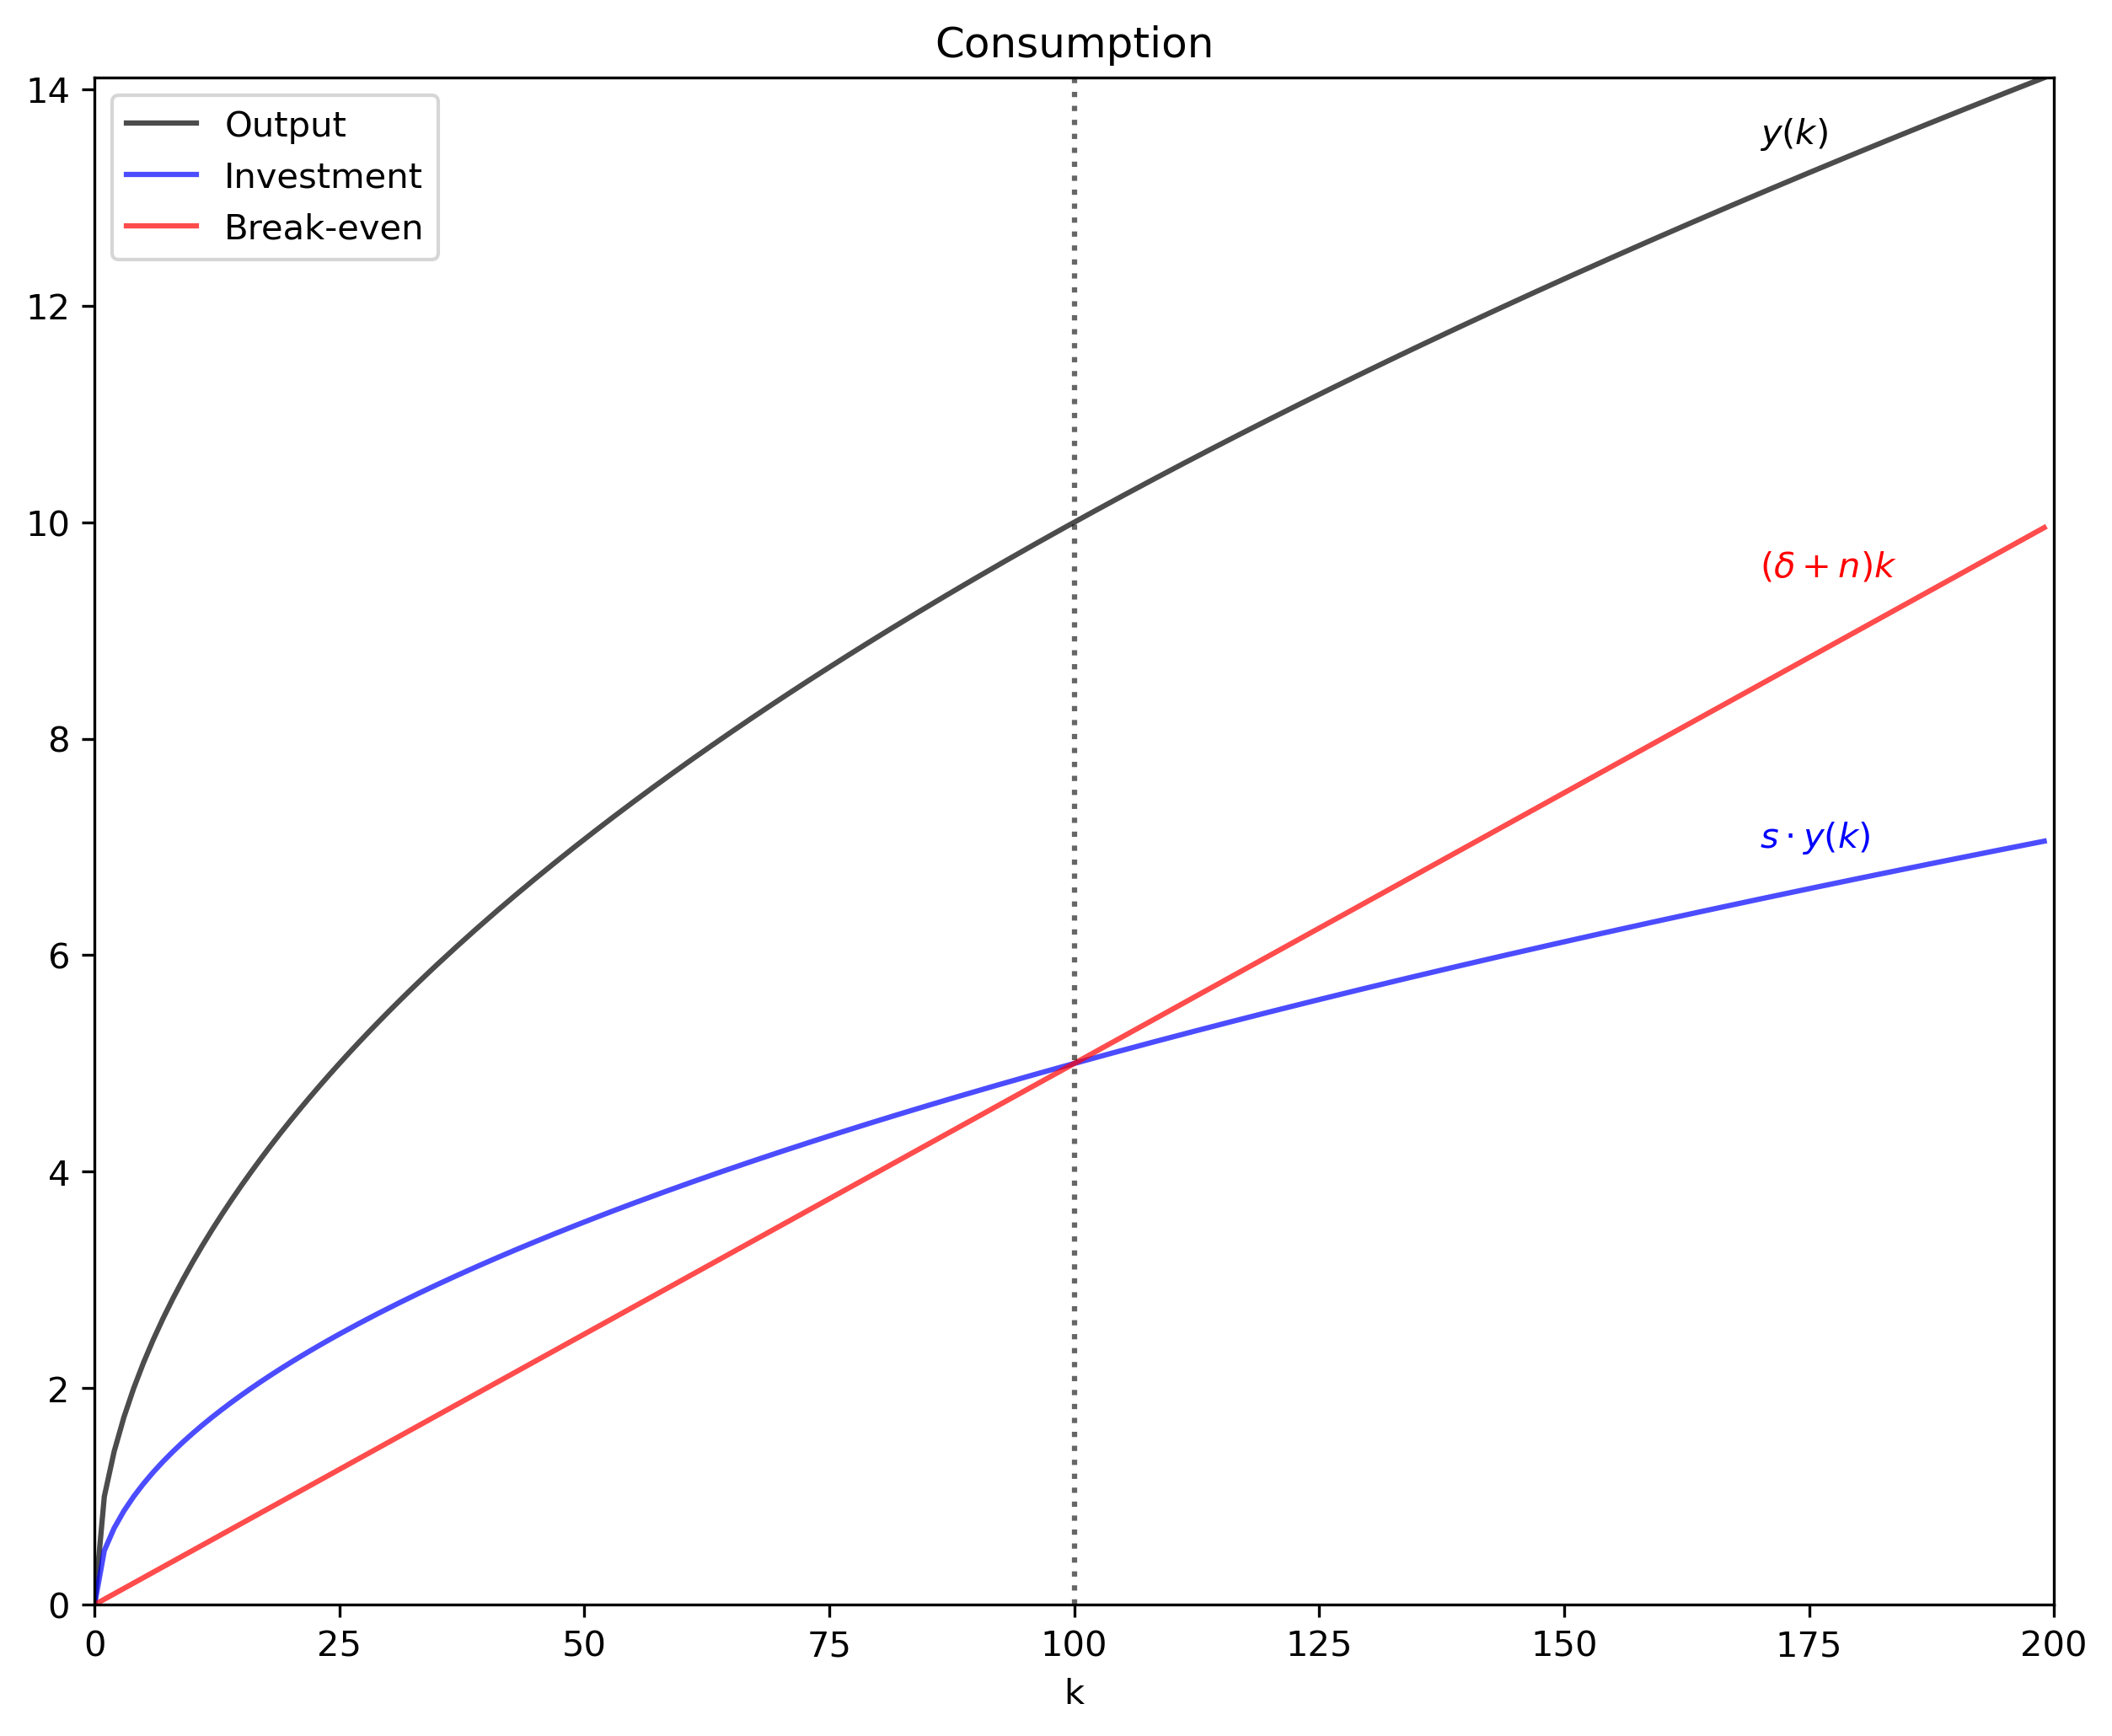 Consumption
14
12
10
8
6
4
2
0
Output
Investment
Break-even
y(k)
(δ + n)k
s · y(k)
0 25 50 75 100 125 150 175 200
k